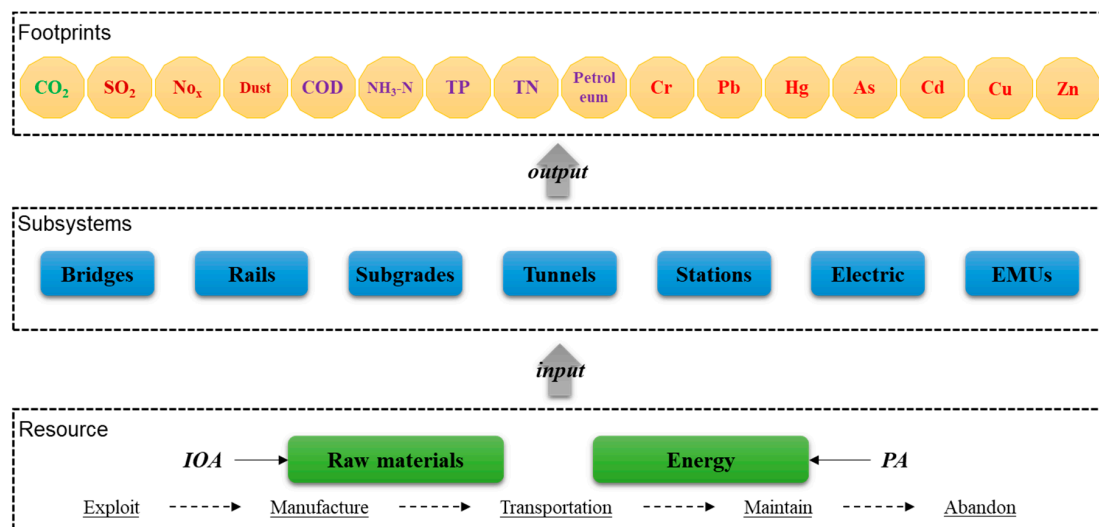 Footprints
CO₂ SO₂ Noₓ Dust COD NH₃-N TP TN Petrol
eum Cr Pb Hg As Cd Cu Zn
output
Subsystems
Bridges Rails Subgrades Tunnels Stations Electric EMUs
input
Resource
IOA Raw materials Energy PA
Exploit Manufacture Transportation Maintain Abandon